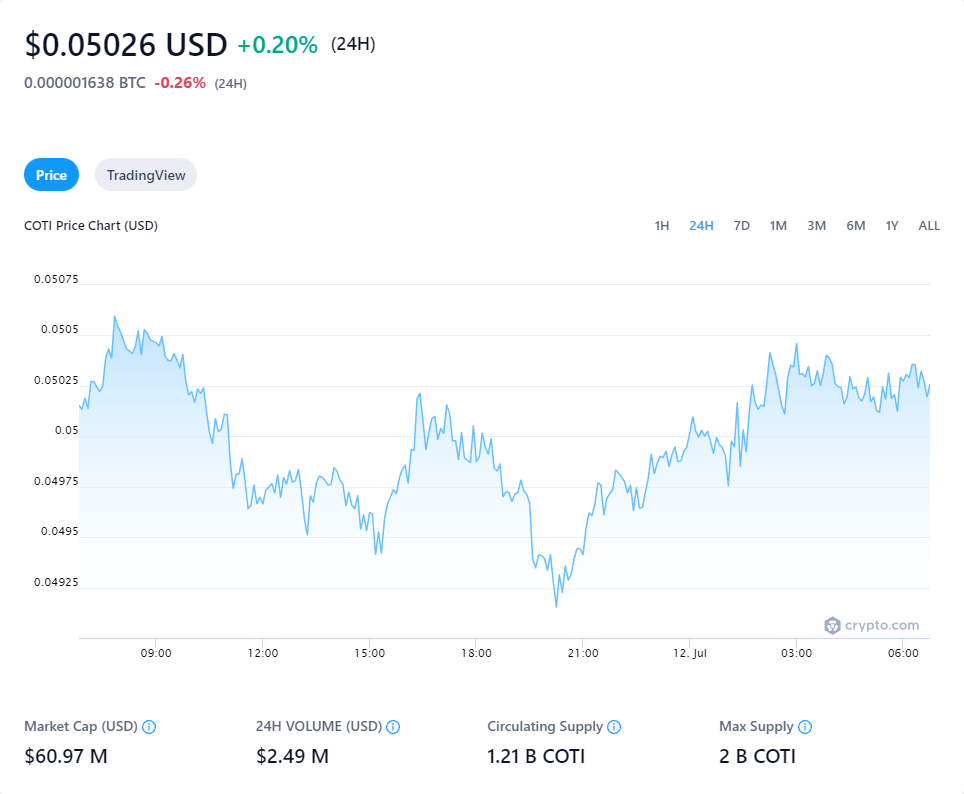 $0.05026 USD +0.20% (24H)
0.000001638 BTC -0.26% (24H)
Price TradingView
COTI Price Chart (USD) 1H 24H 7D 1M 3M 6M 1Y ALL
0.05075
0.0505
0.05025
0.05
0.04975
0.0495
0.04925
crypto.com
09:00 12:00 15:00 18:00 21:00 12. Jul 03:00 06:00
Market Cap (USD) 24H VOLUME (USD) Circulating Supply Max Supply
$60.97 M $2.49 M 1.21 B COTI 2 B COTI